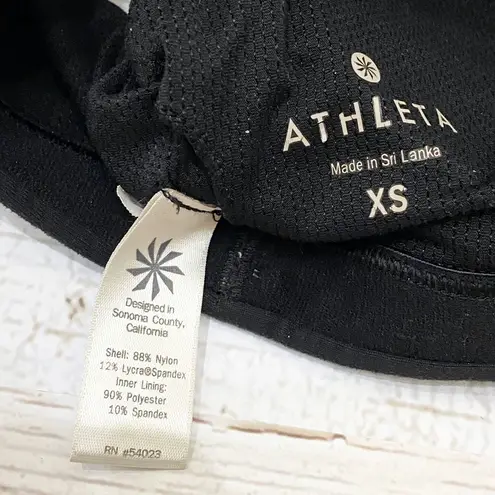 ATHLETA
Made in Sri Lanka
XS
Designed in
Sonoma County,
California
Shell: 88% Nylon
12% Lycra®Spandex
Inner Lining:
90% Polyester
10% Spandex
RN #54023